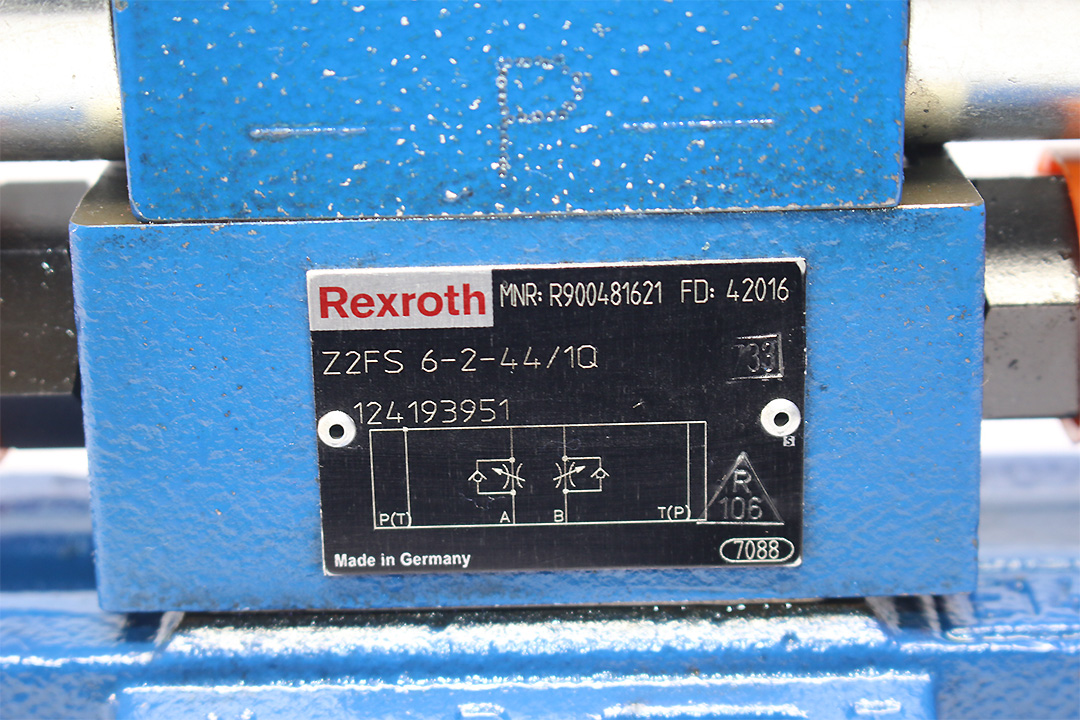 P
Rexroth MNR: R900481621 FD: 42016
Z2FS 6-2-44/1Q 733
124193951
S
P(T) A B T(P)
R
106
Made in Germany 7088